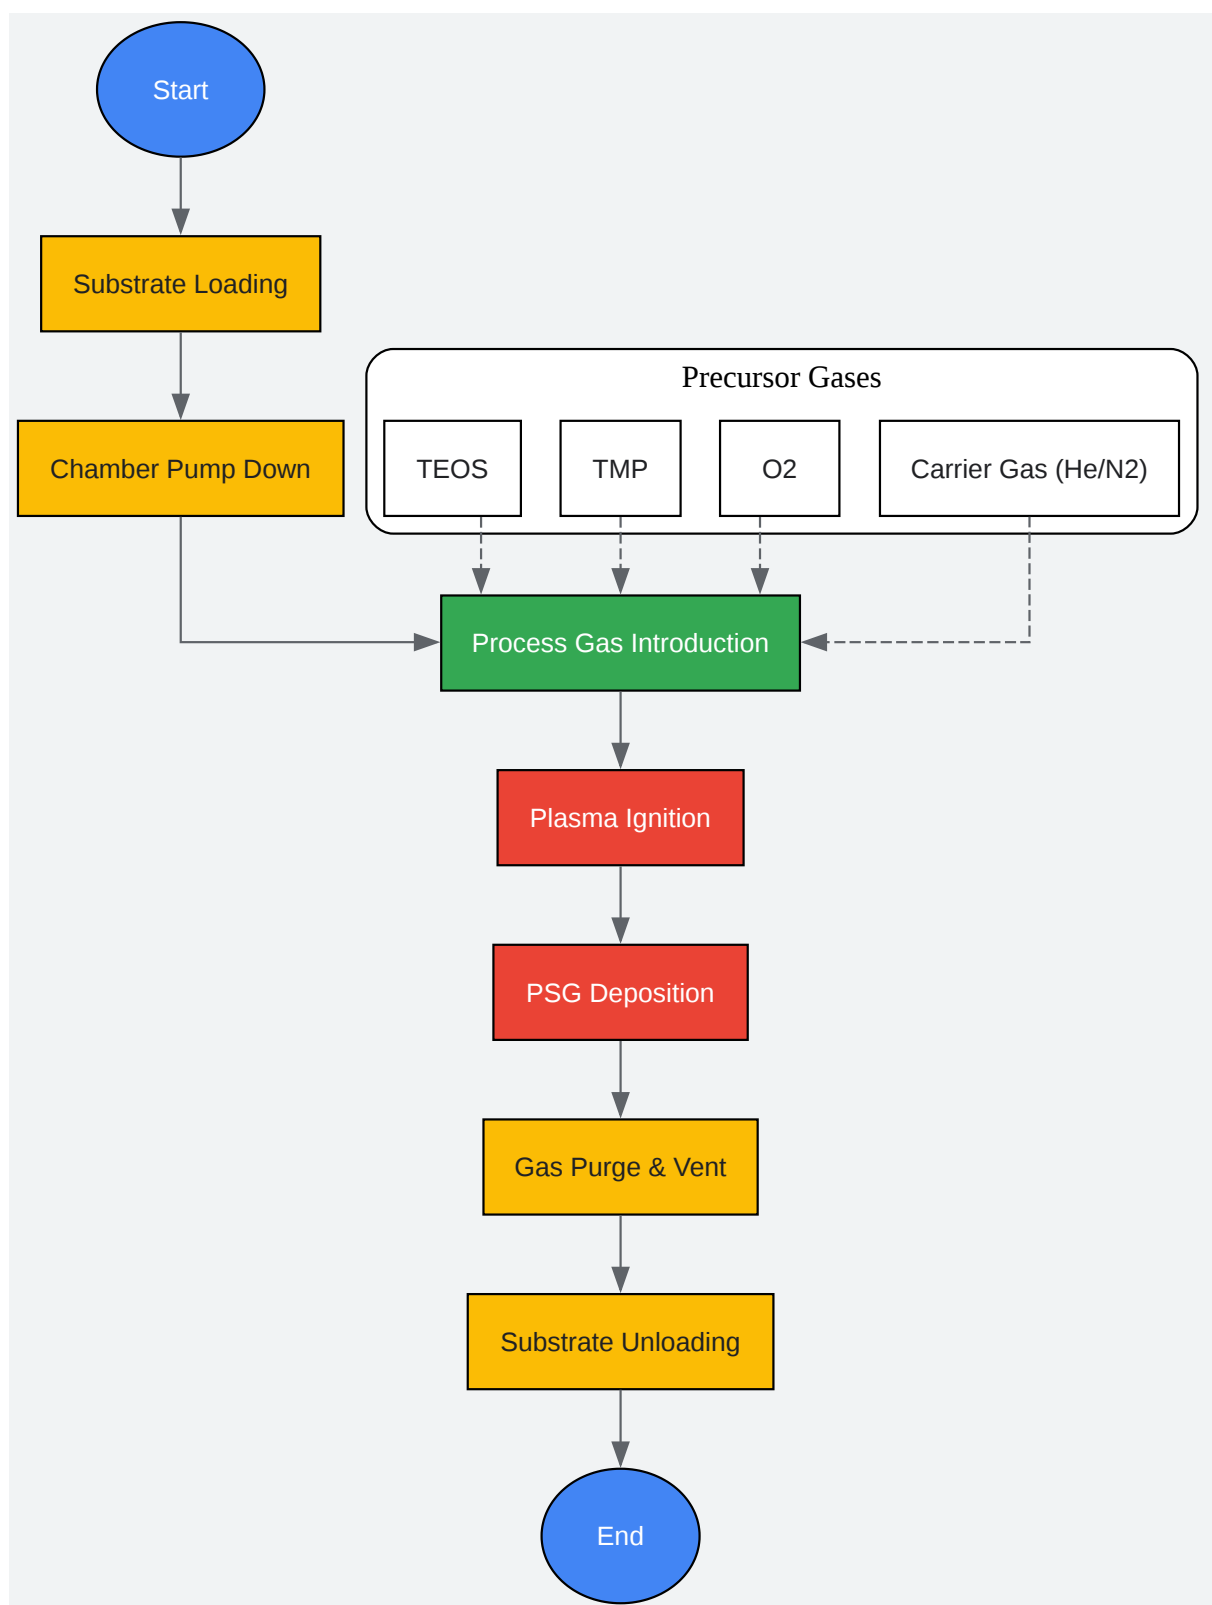 Start
Substrate Loading
Precursor Gases
Chamber Pump Down
TEOS
TMP
O2
Carrier Gas (He/N2)
Process Gas Introduction
Plasma Ignition
PSG Deposition
Gas Purge & Vent
Substrate Unloading
End